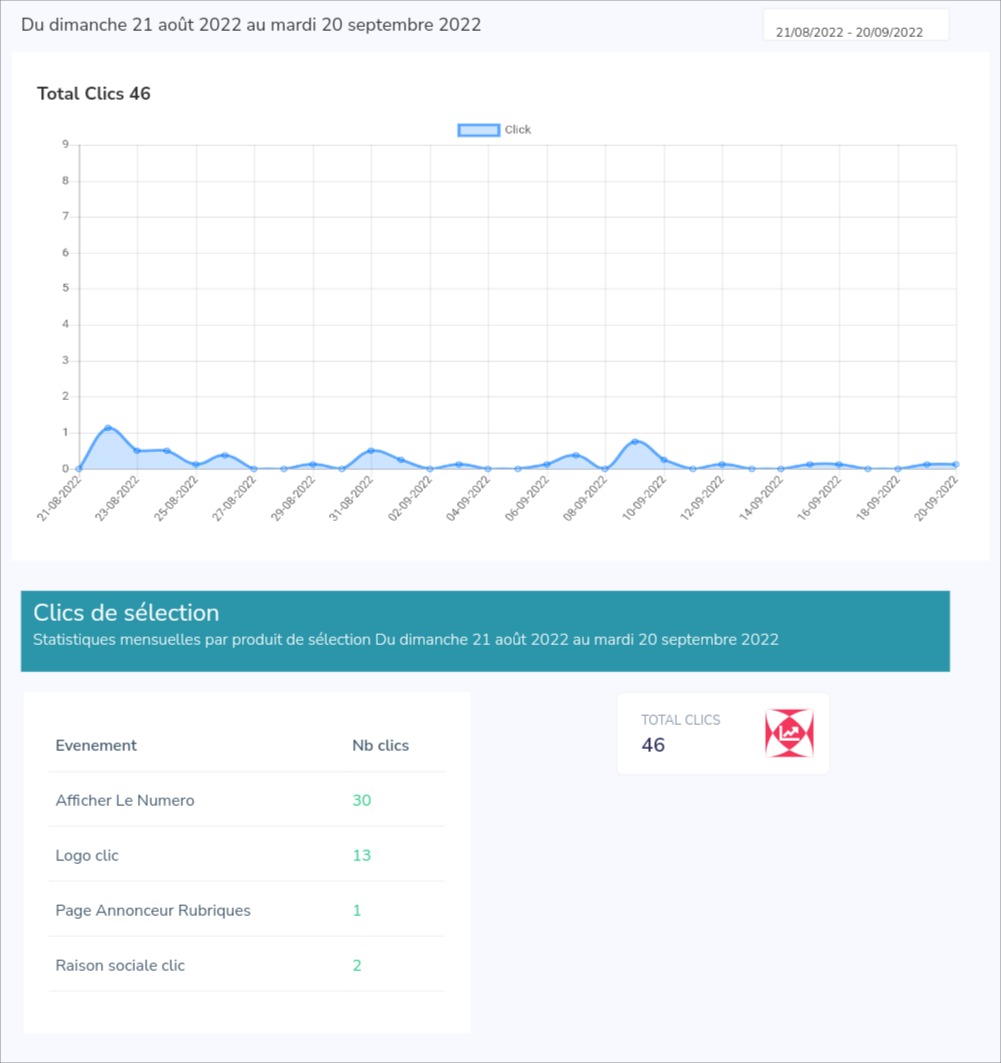 Du dimanche 21 août 2022 au mardi 20 septembre 2022
21/08/2022 - 20/09/2022
Total Clics 46
Click
9
8
7
6
5
4
3
2
1
0
21-08-2022
23-08-2022
25-08-2022
27-08-2022
29-08-2022
31-08-2022
02-09-2022
04-09-2022
06-09-2022
08-09-2022
10-09-2022
12-09-2022
14-09-2022
16-09-2022
18-09-2022
20-09-2022
Clics de sélection
Statistiques mensuelles par produit de sélection Du dimanche 21 août 2022 au mardi 20 septembre 2022
Evenement Nb clics
Afficher Le Numero 30
Logo clic 13
Page Annonceur Rubriques 1
Raison sociale clic 2
TOTAL CLICS
46